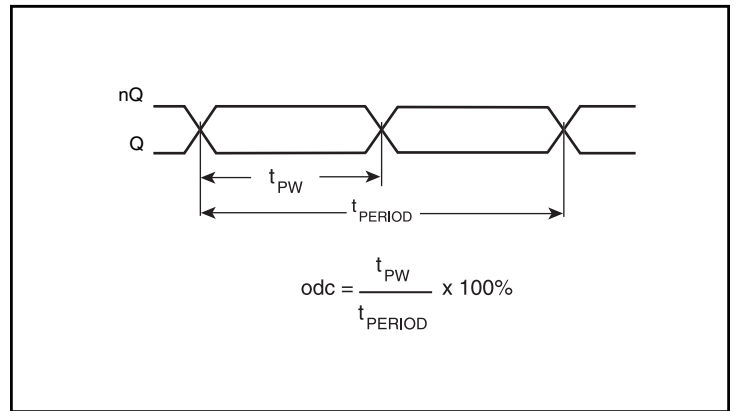 nQ
Q
tPW
tPERIOD
odc = tPW / tPERIOD x 100%